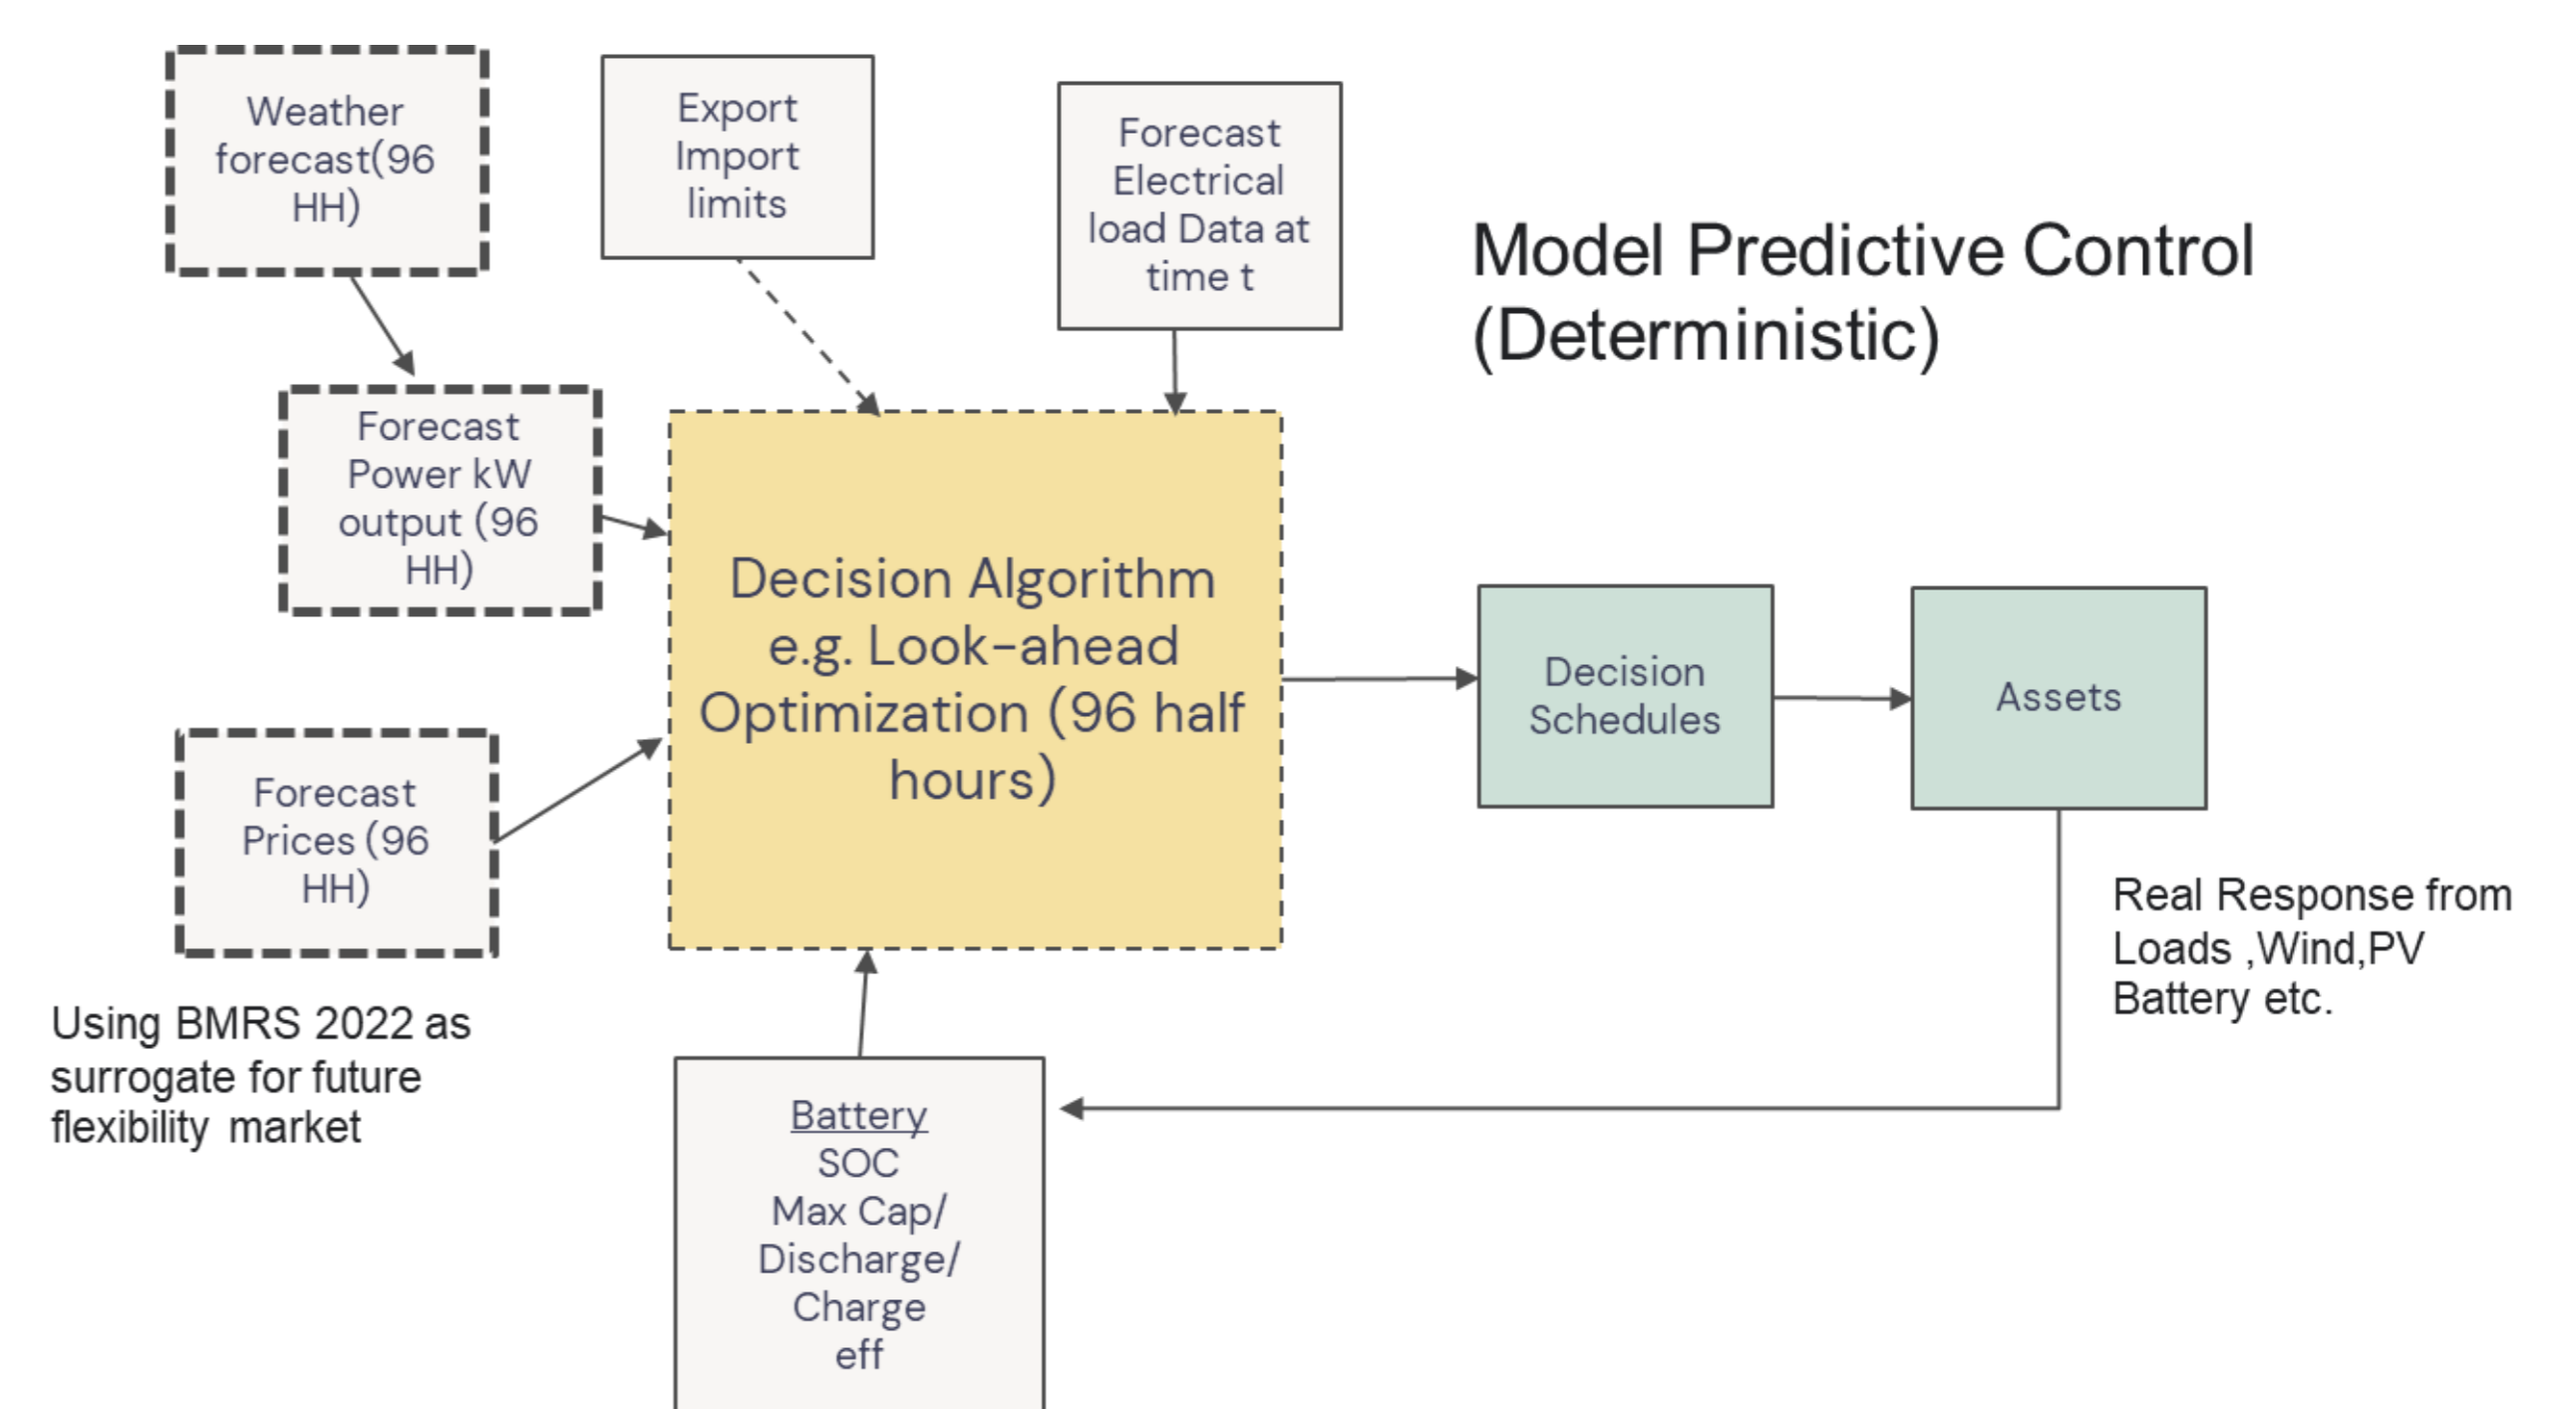 Weather
forecast(96
HH)
Export
Import
limits
Forecast
Electrical
load Data at
time t
Model Predictive Control
(Deterministic)
Forecast
Power kW
output (96
HH)
Decision Algorithm
e.g. Look-ahead
Optimization (96 half
hours)
Decision
Schedules
Assets
Forecast
Prices (96
HH)
Real Response from
Loads ,Wind,PV
Battery etc.
Using BMRS 2022 as
surrogate for future
flexibility market
Battery
SOC
Max Cap/
Discharge/
Charge
eff